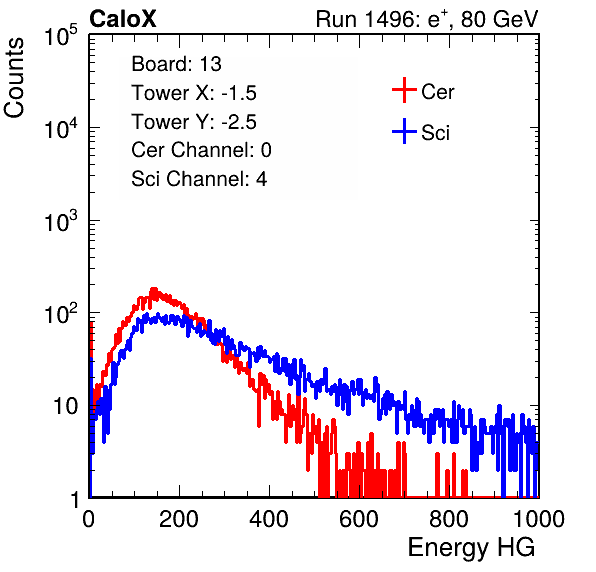 CaloX Run 1496: e+, 80 GeV
Board: 13
Tower X: -1.5
Tower Y: -2.5
Cer Channel: 0
Sci Channel: 4
Cer
Sci
Counts
10^5
10^4
10^3
10^2
10
1
0 200 400 600 800 1000
Energy HG